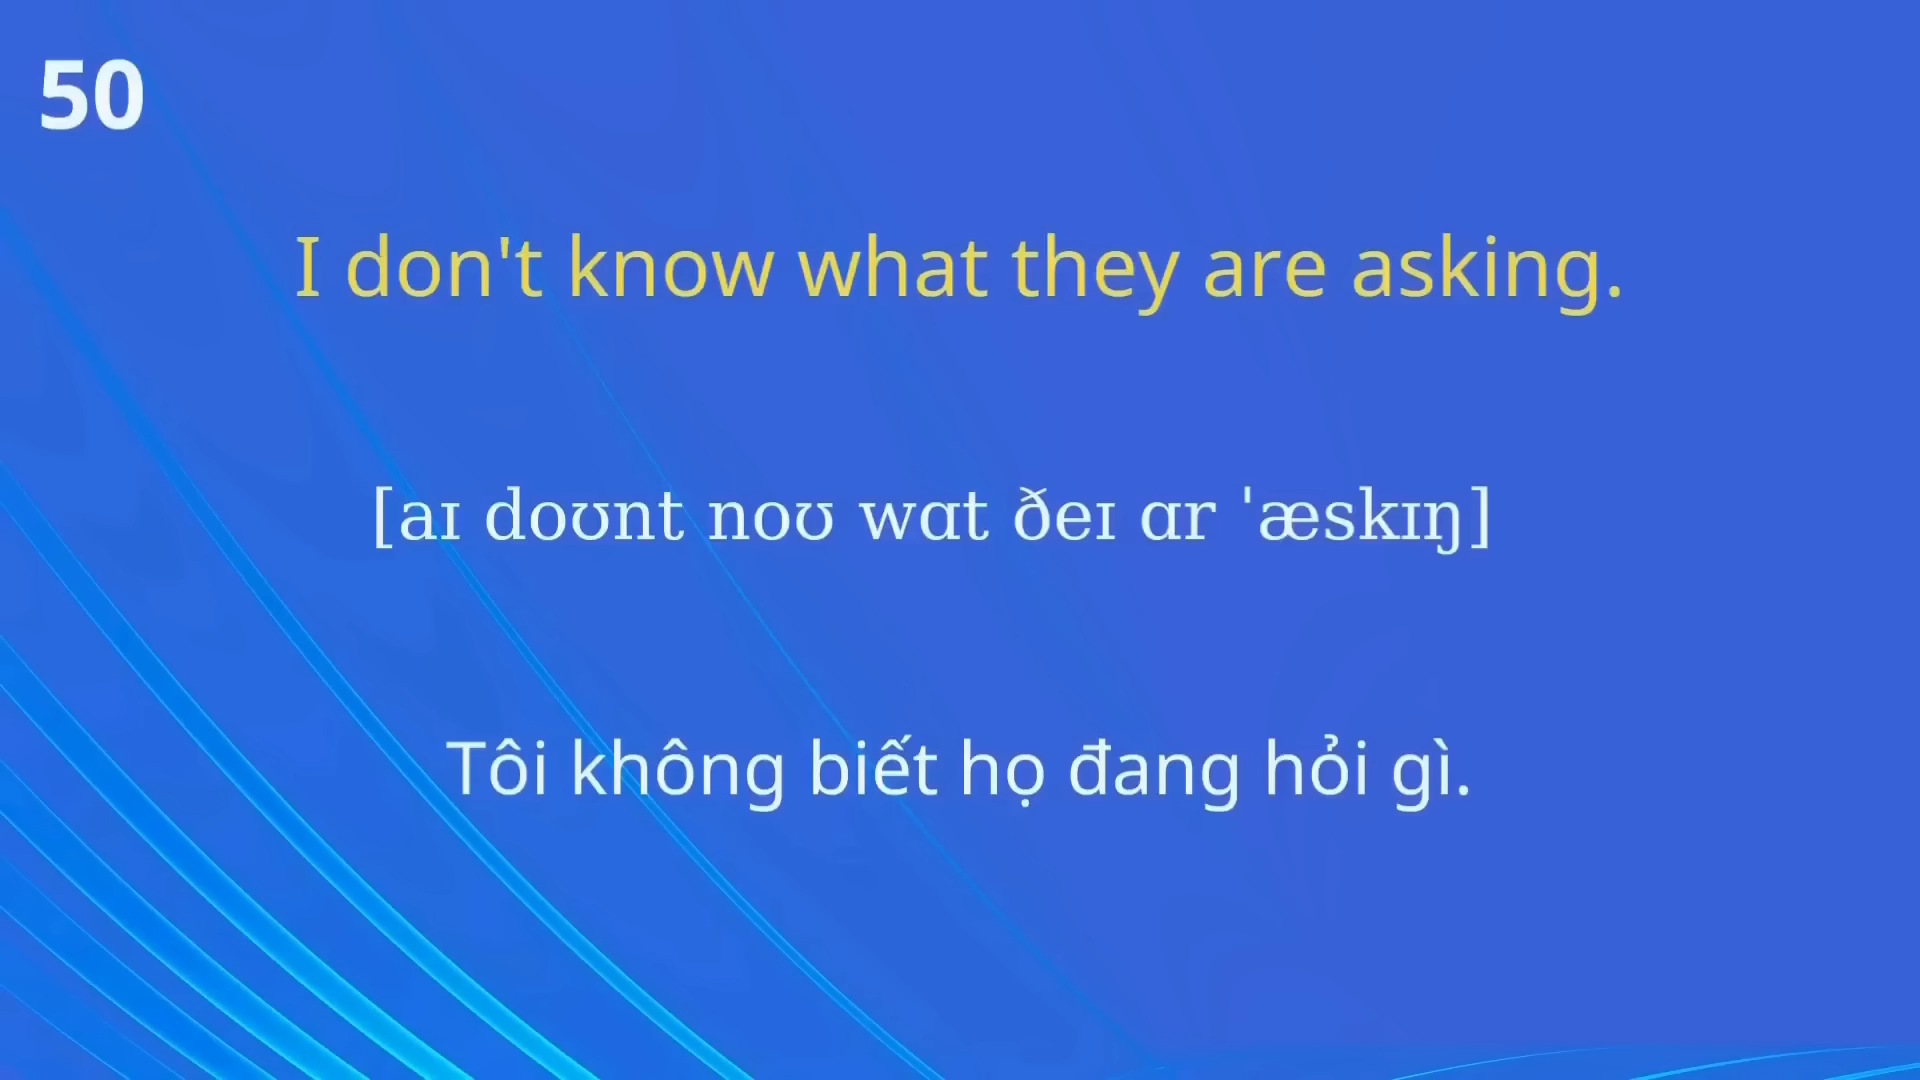 50
I don't know what they are asking.
[aɪ doʊnt noʊ wɑt ðeɪ ɑr ˈæskɪŋ]
Tôi không biết họ đang hỏi gì.